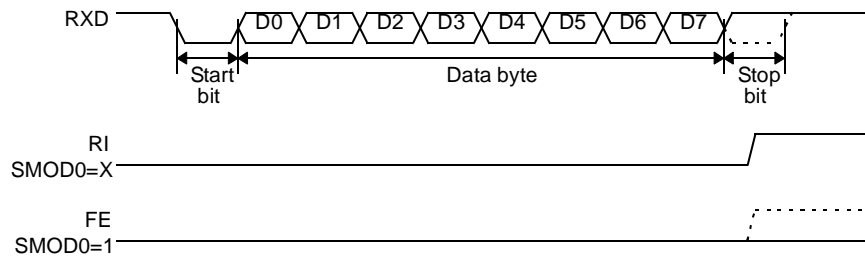 RXD
D0 D1 D2 D3 D4 D5 D6 D7
Start
bit
Data byte
Stop
bit
RI
SMOD0=X
FE
SMOD0=1